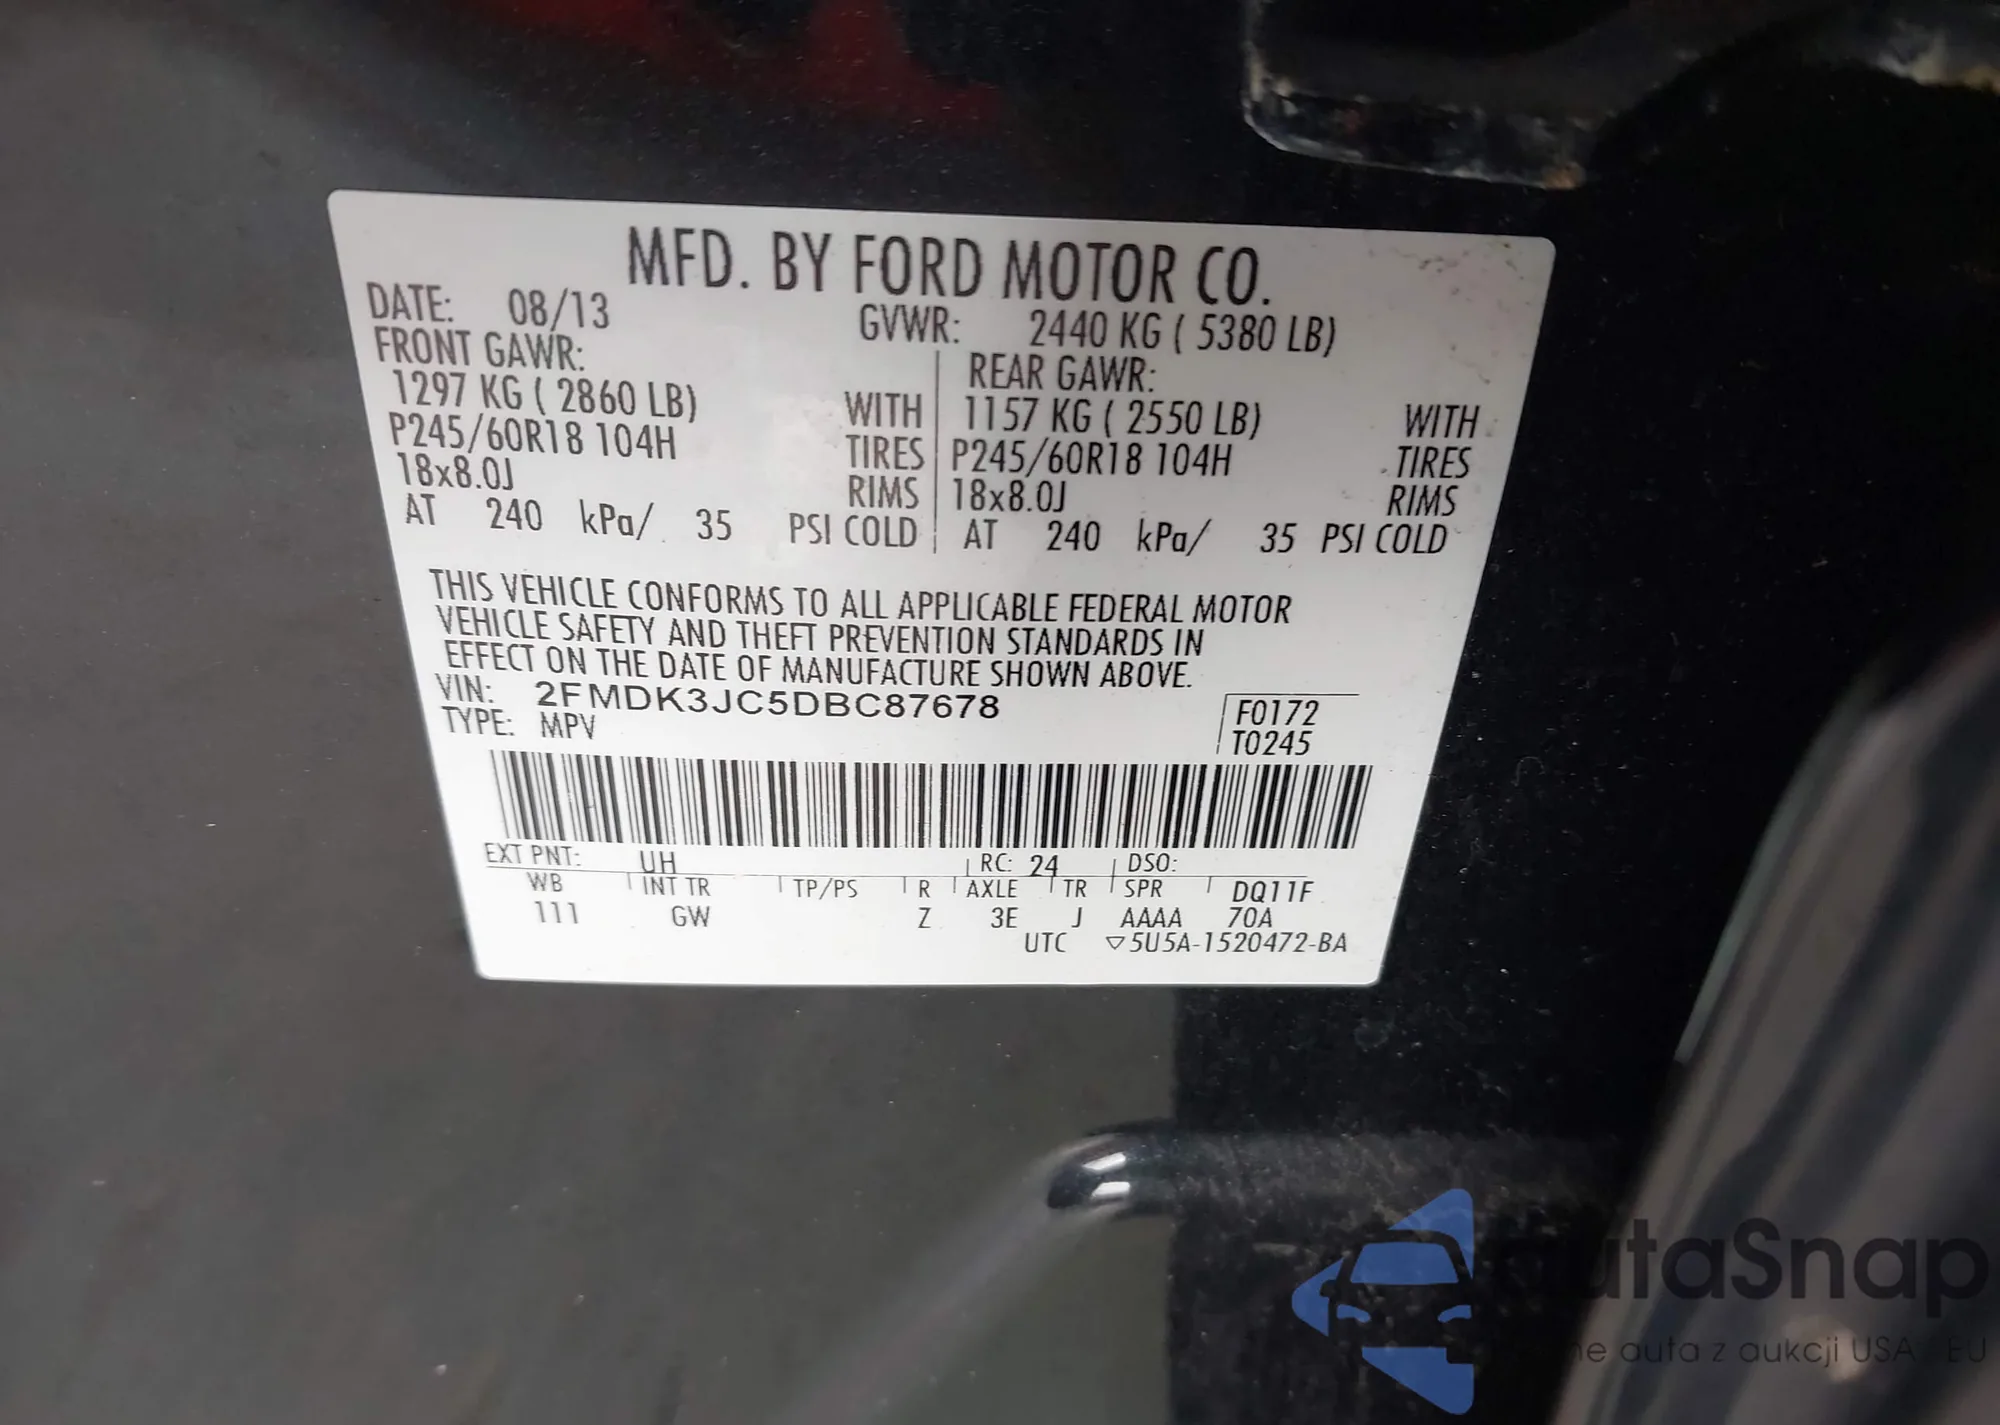 MFD. BY FORD MOTOR CO.
DATE: 08/13 GVWR: 2440 KG ( 5380 LB)
FRONT GAWR: REAR GAWR:
1297 KG ( 2860 LB) WITH 1157 KG ( 2550 LB) WITH
P245/60R18 104H TIRES P245/60R18 104H TIRES
18x8.0J RIMS 18x8.0J RIMS
AT 240 kPa/ 35 PSI COLD AT 240 kPa/ 35 PSI COLD
THIS VEHICLE CONFORMS TO ALL APPLICABLE FEDERAL MOTOR
VEHICLE SAFETY AND THEFT PREVENTION STANDARDS IN
EFFECT ON THE DATE OF MANUFACTURE SHOWN ABOVE.
VIN: 2FMDK3JC5DBC87678
TYPE: MPV
F0172
T0245
EXT PNT: UH RC: 24 DSO:
WB INT TR TP/PS R AXLE TR SPR DQ11F
111 GW Z 3E J AAAA 70A
UTC ▽5U5A-1520472-BA
autaSnap
auta z aukcji USA EU